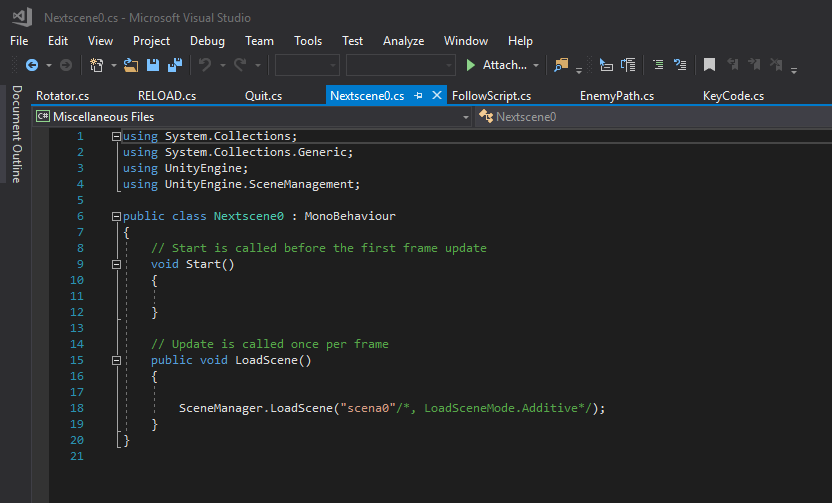 Nextscene0.cs - Microsoft Visual Studio
File Edit View Project Debug Team Tools Test Analyze Window Help
Attach...
Document Outline
Rotator.cs RELOAD.cs Quit.cs Nextscene0.cs FollowScript.cs EnemyPath.cs KeyCode.cs
C# Miscellaneous Files Nextscene0
1 using System.Collections;
2 using System.Collections.Generic;
3 using UnityEngine;
4 using UnityEngine.SceneManagement;
5
6 public class Nextscene0 : MonoBehaviour
7 {
8 // Start is called before the first frame update
9 void Start()
10 {
11
12 }
13
14 // Update is called once per frame
15 public void LoadScene()
16 {
17
18 SceneManager.LoadScene("scena0"/*, LoadSceneMode.Additive*/);
19 }
20 }
21